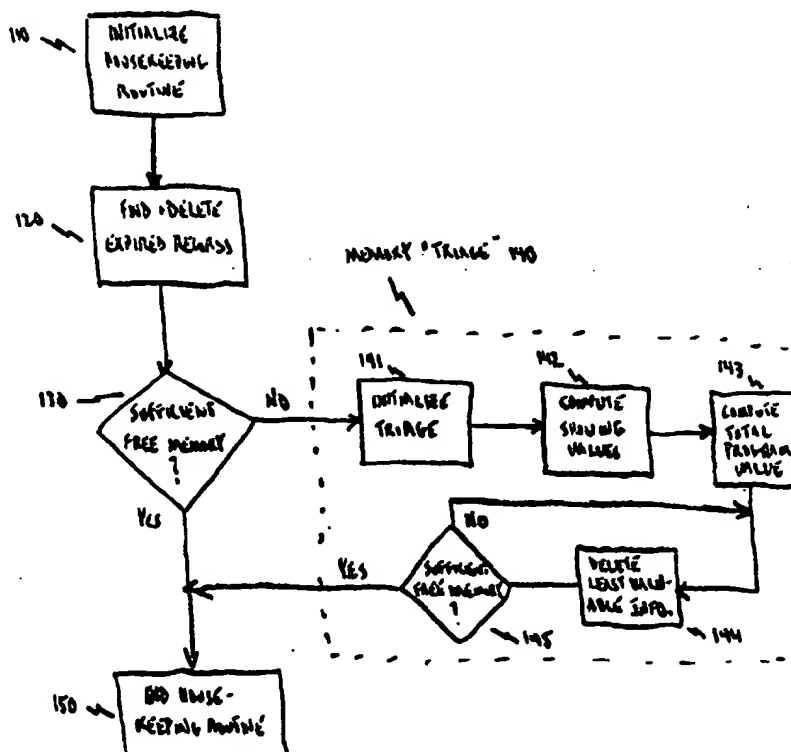 110
INITIALIZE
HOUSEKEEPING
ROUTINE
120
FIND + DELETE
EXPIRED RECORDS
MEMORY "TRIAGE" 140
130
SUFFICIENT
FREE MEMORY
?
NO
YES
141
INITIALIZE
TRIAGE
142
COMPUTE
SHOWING
VALUES
143
COMPUTE
TOTAL
PROGRAM
VALUE
NO
YES
SUFFICIENT
FREE MEMORY
?
145
DELETE
LEAST VALU-
ABLE INFO.
144
150
END HOUSE-
KEEPING ROUTINE